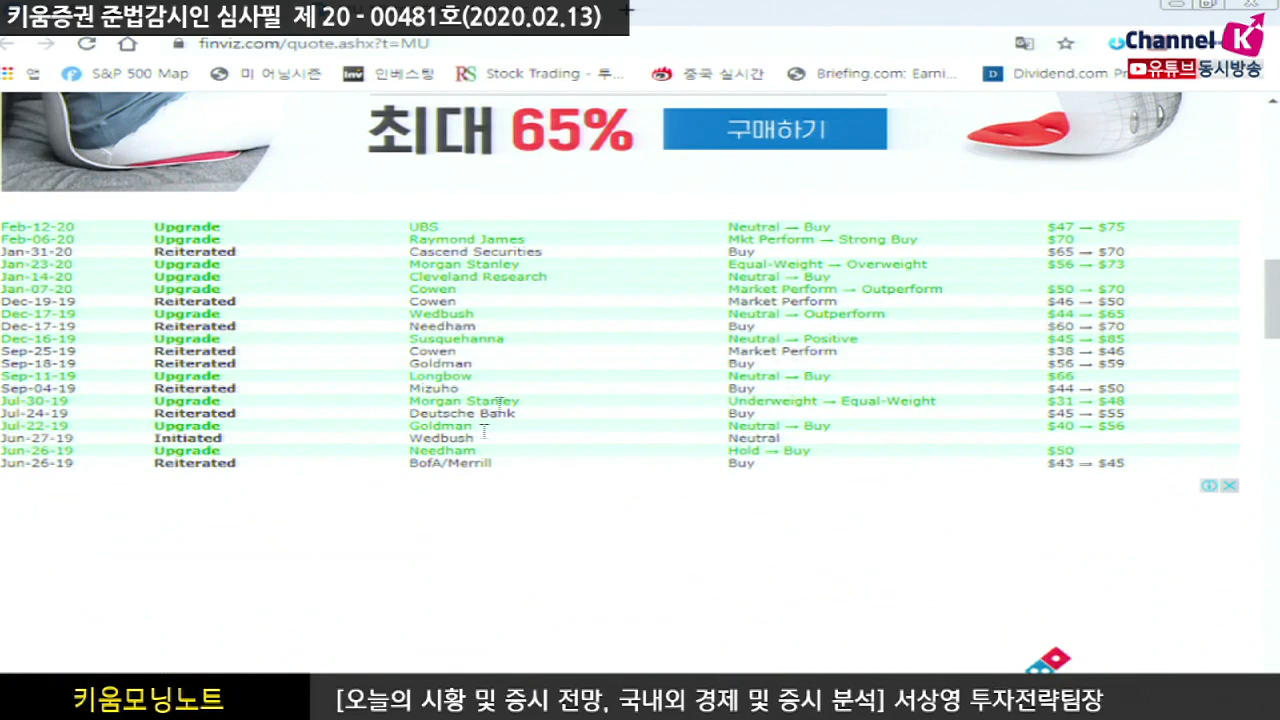 키움증권 준법감시인 심사필 제 20 - 00481호(2020.02.13)
Channel K
유튜브동시방송
finviz.com/quote.ashx?t=MU
앱 S&P 500 Map 미 어닝시즌 Inv 인베스팅 RS Stock Trading - 투... 중국 실시간 Briefing.com: Earni... D Dividend.com Pr
최대 65% 구매하기
Feb-12-20 Upgrade UBS Neutral → Buy $47 → $75
Feb-06-20 Upgrade Raymond James Mkt Perform → Strong Buy $70
Jan-31-20 Reiterated Cascend Securities Buy $65 → $70
Jan-23-20 Upgrade Morgan Stanley Equal-Weight → Overweight $56 → $73
Jan-14-20 Upgrade Cleveland Research Neutral → Buy
Jan-07-20 Upgrade Cowen Market Perform → Outperform $50 → $70
Dec-19-19 Reiterated Cowen Market Perform $46 → $50
Dec-17-19 Upgrade Wedbush Neutral → Outperform $44 → $65
Dec-17-19 Reiterated Needham Buy $60 → $70
Dec-16-19 Upgrade Susquehanna Neutral → Positive $45 → $85
Sep-25-19 Reiterated Cowen Market Perform $38 → $46
Sep-18-19 Reiterated Goldman Buy $56 → $59
Sep-11-19 Upgrade Longbow Neutral → Buy $66
Sep-04-19 Reiterated Mizuho Buy $44 → $50
Jul-30-19 Upgrade Morgan Stanley Underweight → Equal-Weight $31 → $48
Jul-24-19 Reiterated Deutsche Bank Buy $45 → $55
Jul-22-19 Upgrade Goldman Neutral → Buy $40 → $56
Jun-27-19 Initiated Wedbush Neutral
Jun-26-19 Upgrade Needham Hold → Buy $50
Jun-26-19 Reiterated BofA/Merrill Buy $43 → $45
키움모닝노트 [오늘의 시황 및 증시 전망, 국내외 경제 및 증시 분석] 서상영 투자전략팀장